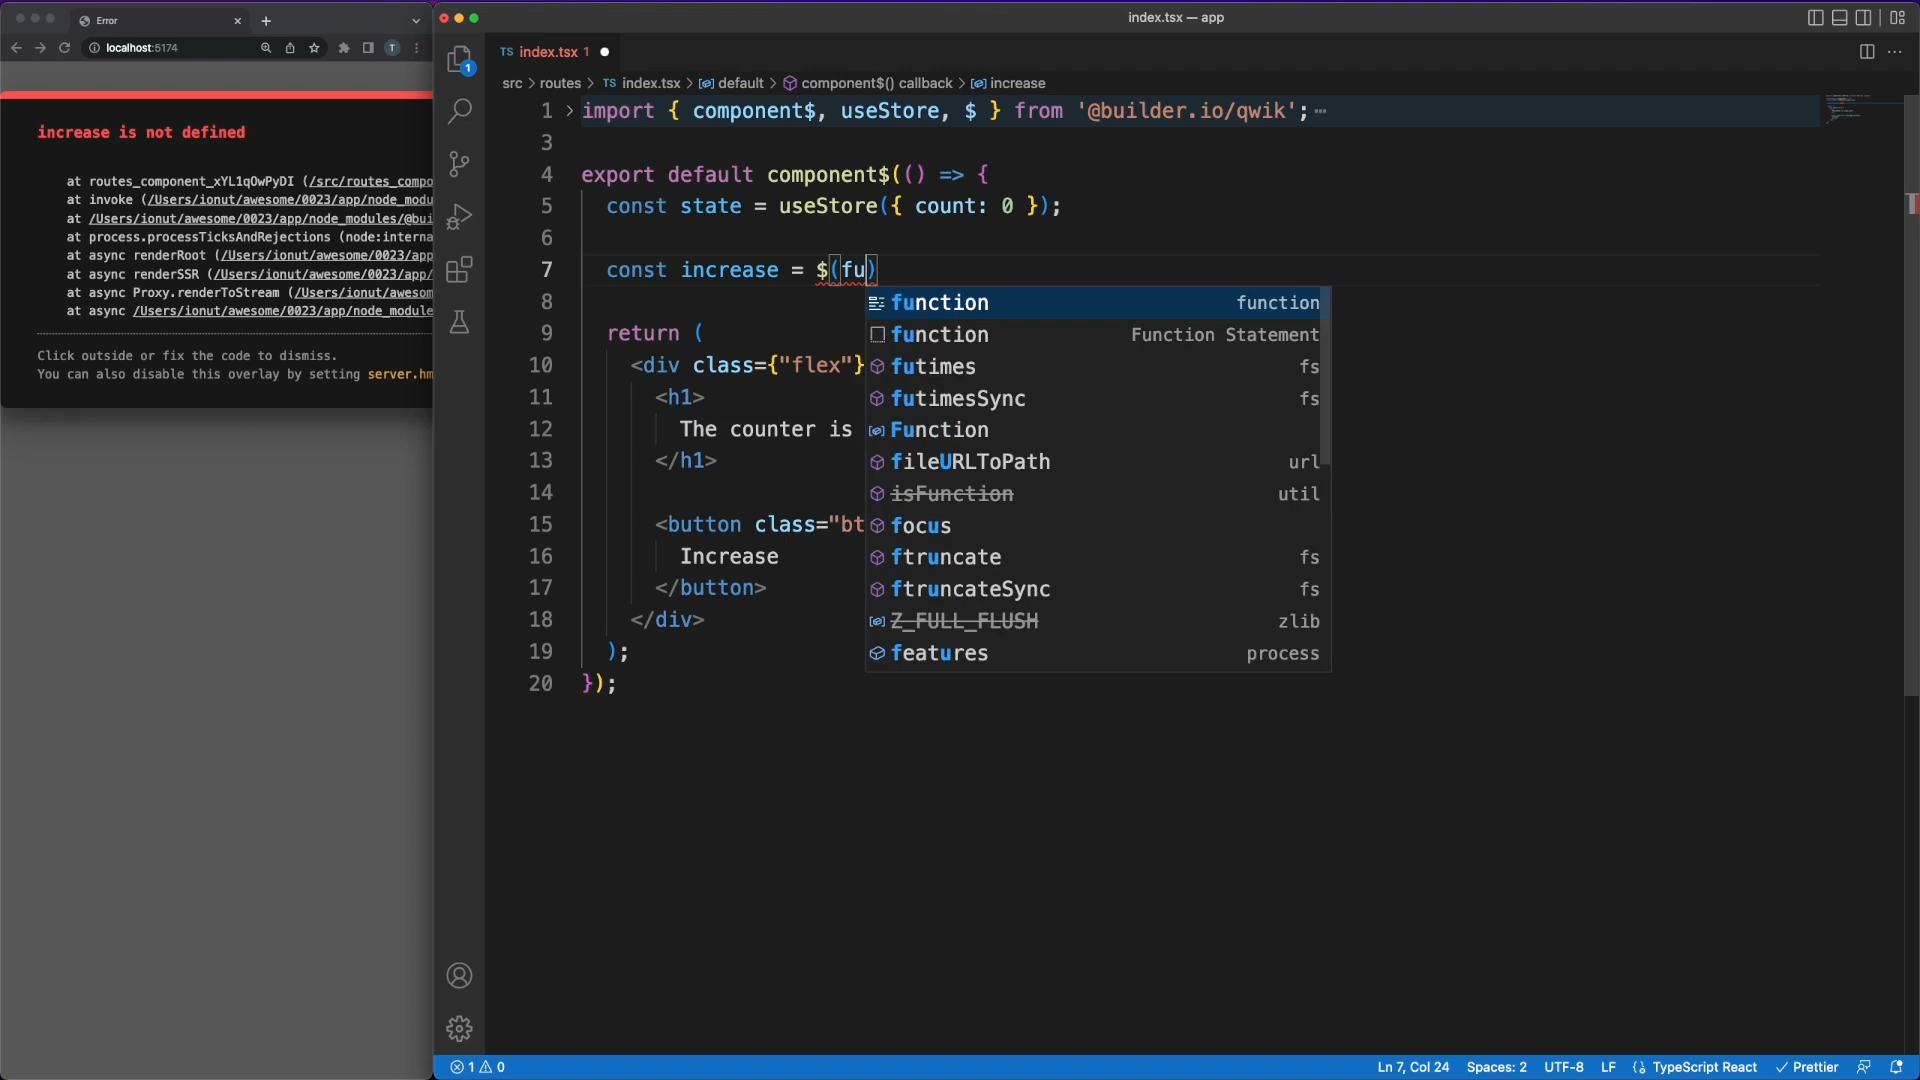 Error
localhost:5174
T
increase is not defined
at routes_component_xYL1qOwPyDI (/src/routes_compo
at invoke (/Users/ionut/awesome/0023/app/node_modu
at /Users/ionut/awesome/0023/app/node_modules/@bui
at process.processTicksAndRejections (node:interna
at async renderRoot (/Users/ionut/awesome/0023/app
at async renderSSR (/Users/ionut/awesome/0023/app/
at async Proxy.renderToStream (/Users/ionut/awesom
at async /Users/ionut/awesome/0023/app/node_module
Click outside or fix the code to dismiss.
You can also disable this overlay by setting server.hm
index.tsx — app
1
TS index.tsx 1
src > routes > TS index.tsx > default > component$() callback > increase
1 import { component$, useStore, $ } from '@builder.io/qwik';
3
4 export default component$(() => {
5 const state = useStore({ count: 0 });
6
7 const increase = $(fu)
8
9 return (
10 <div class={"flex"}
11 <h1>
12 The counter is
13 </h1>
14
15 <button class="bt
16 Increase
17 </button>
18 </div>
19 );
20 });
function function
function Function Statement
futimes fs
futimesSync fs
Function
fileURLToPath url
isFunction util
focus
ftruncate fs
ftruncateSync fs
Z_FULL_FLUSH zlib
features process
1 0
Ln 7, Col 24 Spaces: 2 UTF-8 LF {} TypeScript React Prettier